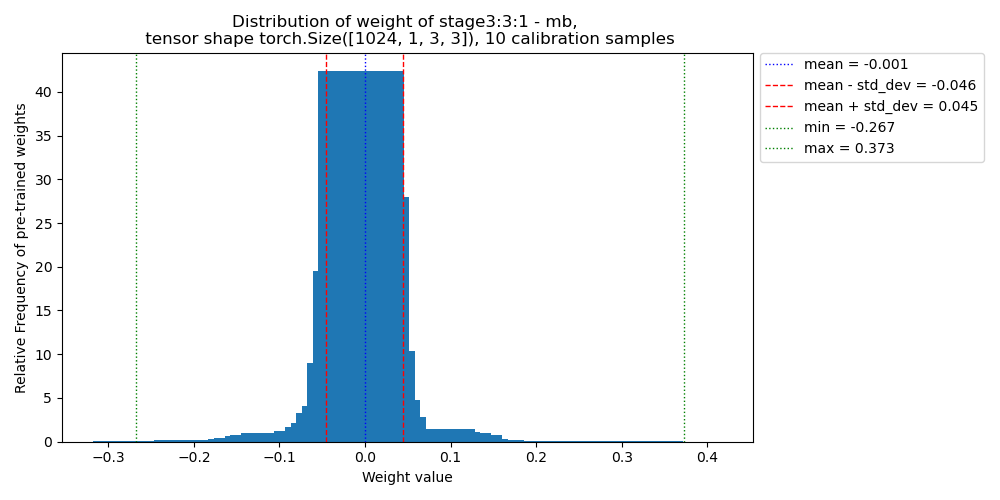 Distribution of weight of stage3:3:1 - mb,
tensor shape torch.Size([1024, 1, 3, 3]), 10 calibration samples
mean = -0.001
mean - std_dev = -0.046
mean + std_dev = 0.045
min = -0.267
max = 0.373
Relative Frequency of pre-trained weights
40
35
30
25
20
15
10
5
0
−0.3 −0.2 −0.1 0.0 0.1 0.2 0.3 0.4
Weight value